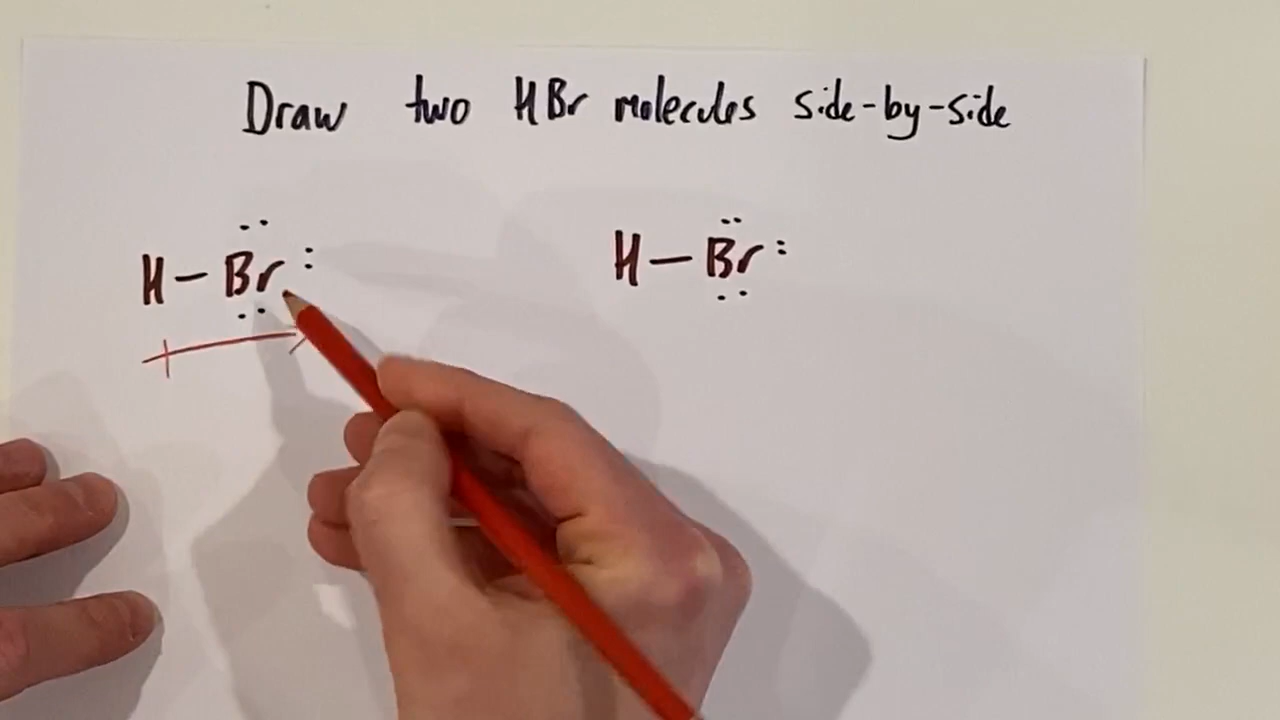 Draw two HBr molecules side-by-side
H – Br: H – Br: